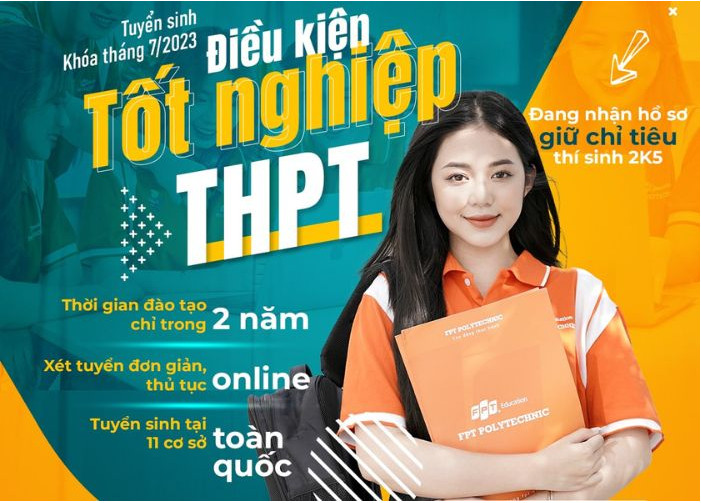 Tuyển sinh
Khóa tháng 7/2023
Điều kiện
Tốt nghiệp
THPT
Đang nhận hồ sơ
giữ chỉ tiêu
thí sinh 2K5
Thời gian đào tạo
chỉ trong
2 năm
Xét tuyển đơn giản,
thủ tục
online
Tuyển sinh tại
11 cơ sở
toàn
quốc
FPT POLYTECHNIC
FPT Education
FPT POLYTECHNIC